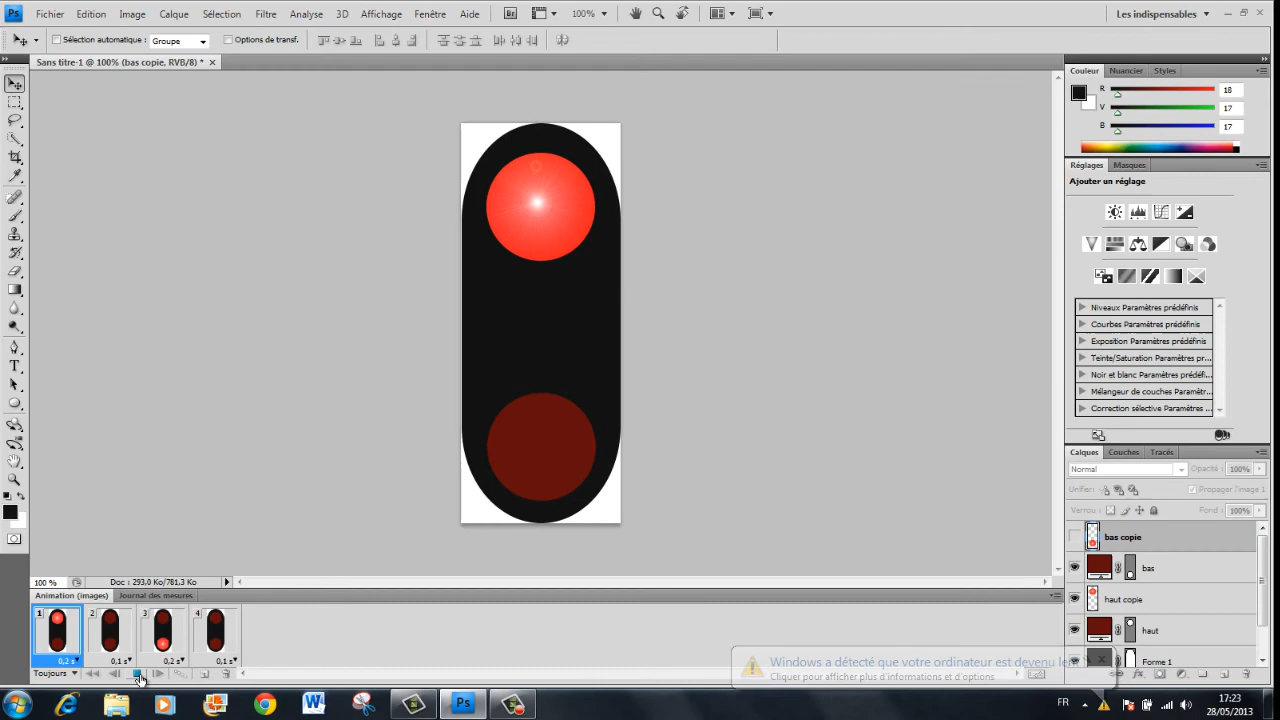 Ps Fichier Edition Image Calque Sélection Filtre Analyse 3D Affichage Fenêtre Aide Br 100% Les indispensables
Sélection automatique : Groupe Options de transf.
Sans titre-1 @ 100% (bas copie, RVB/8) *
Couleur Nuancier Styles
R 18
V 17
B 17
Réglages Masques
Ajouter un réglage
Niveaux Paramètres prédéfinis
Courbes Paramètres prédéfinis
Exposition Paramètres prédéfinis
Teinte/Saturation Paramètres pr...
Noir et blanc Paramètres prédéfi...
Mélangeur de couches Paramétr...
Correction sélective Paramètres ...
Calques Couches Tracés
Normal Opacité : 100%
Unifier : Propager l'image 1
Verrou : Fond : 100%
bas copie
bas
haut copie
haut
Forme 1
100 % Doc : 293,0 Ko/781,3 Ko
Animation (images) Journal des mesures
1 2 3 4
0,2 s 0,1 s 0,2 s 0,1 s
Toujours
Windows a détecté que votre ordinateur est devenu lent
Cliquer pour afficher plus d'informations et d'options
FR 17:23
28/05/2013